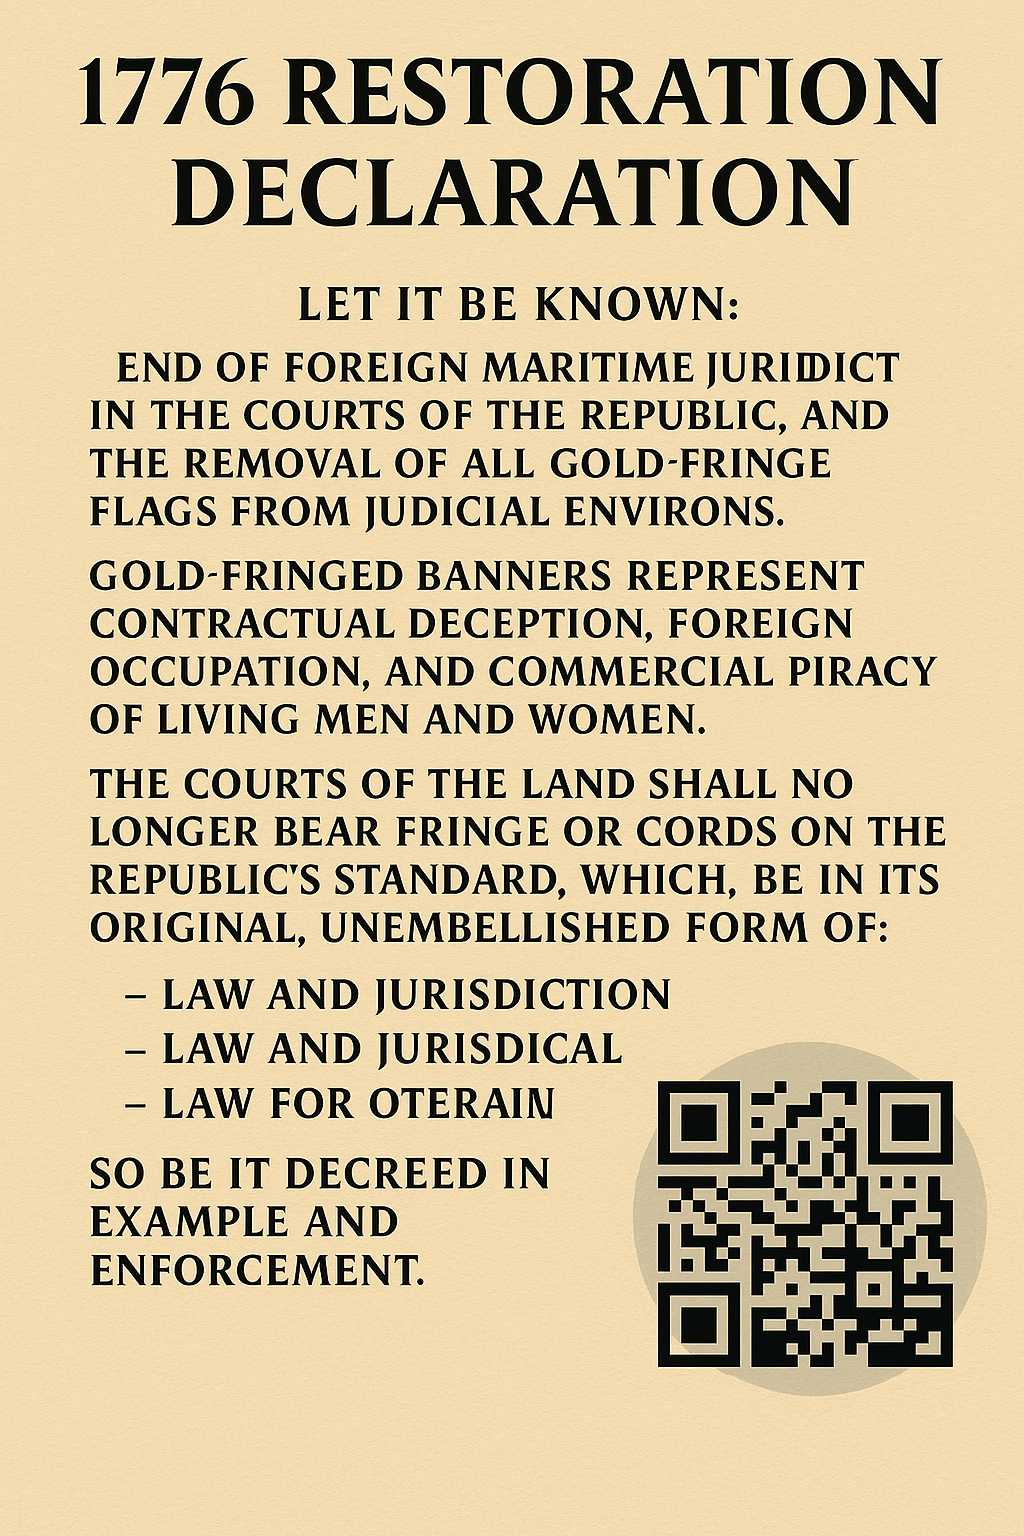 1776 RESTORATION
DECLARATION
LET IT BE KNOWN:
END OF FOREIGN MARITIME JURIDDICT
IN THE COURTS OF THE REPUBLIC, AND
THE REMOVAL OF ALL GOLD-FRINGE
FLAGS FROM JUDICIAL ENVIRONS.
GOLD-FRINGED BANNERS REPRESENT
CONTRACTUAL DECEPTION, FOREIGN
OCCUPATION, AND COMMERCIAL PIRACY
OF LIVING MEN AND WOMEN.
THE COURTS OF THE LAND SHALL NO
LONGER BEAR FRINGE OR CORDS ON THE
REPUBLIC'S STANDARD, WHICH, BE IN ITS
ORIGINAL, UNEMBELLISHED FORM OF:
– LAW AND JURISDICTION
– LAW AND JURISDICAL
– LAW FOR OTERAIN
SO BE IT DECREED IN
EXAMPLE AND
ENFORCEMENT.